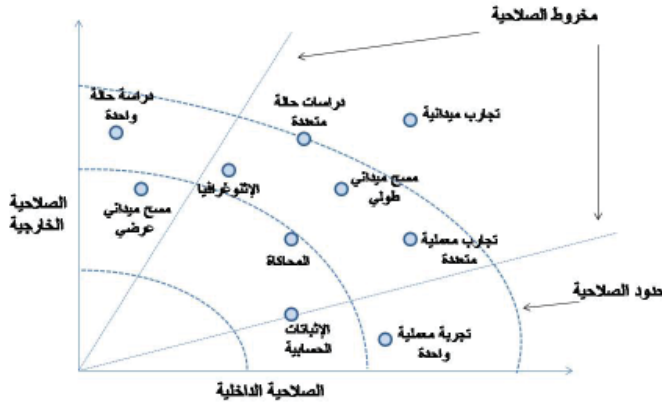 مخروط الصلاحية
دراسة حالة
واحدة
دراسات حالة
متعددة
تجارب ميدانية
الإثنوغرافيا
مسح ميداني
طولي
مسح ميداني
عرضي
الصلاحية
الخارجية
المحاكاة
تجارب معملية
متعددة
حدود الصلاحية
الإثباتات
الحسابية
تجربة معملية
واحدة
الصلاحية الداخلية